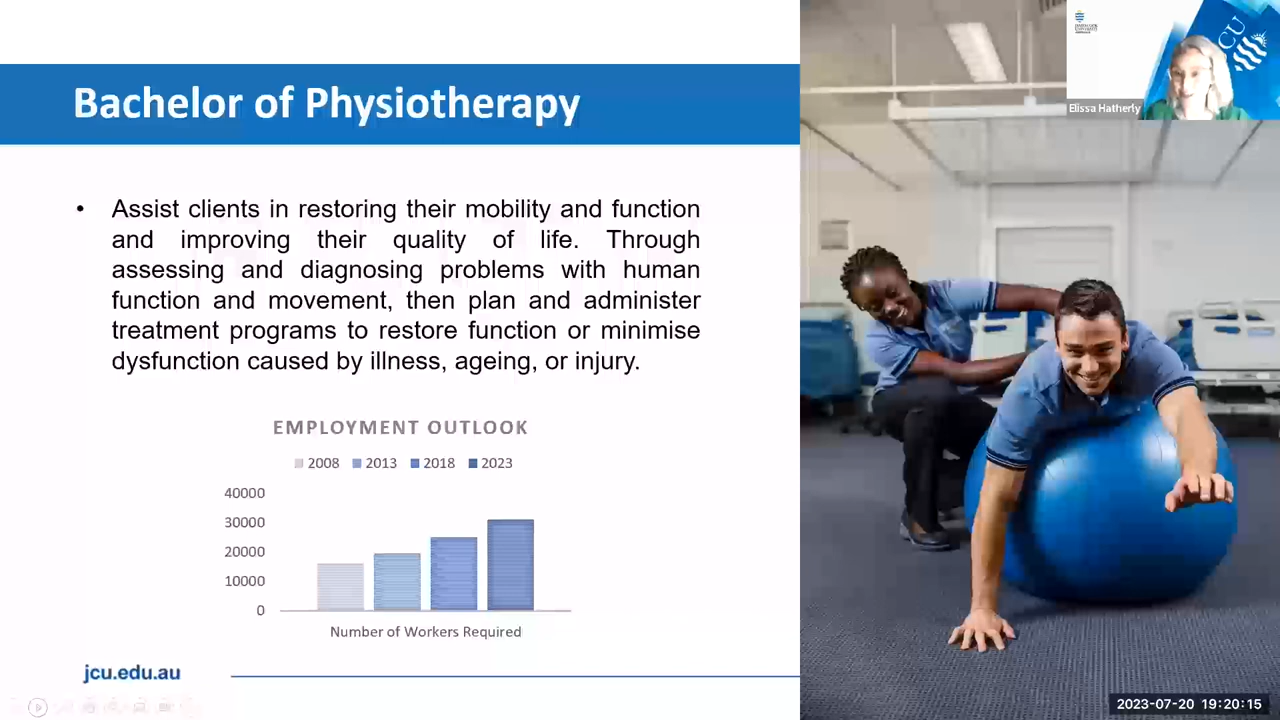 Bachelor of Physiotherapy
• Assist clients in restoring their mobility and function
and improving their quality of life. Through
assessing and diagnosing problems with human
function and movement, then plan and administer
treatment programs to restore function or minimise
dysfunction caused by illness, ageing, or injury.
EMPLOYMENT OUTLOOK
2008 2013 2018 2023
40000
30000
20000
10000
0
Number of Workers Required
jcu.edu.au
Elissa Hatherly
CU
2023-07-20 19:20:15